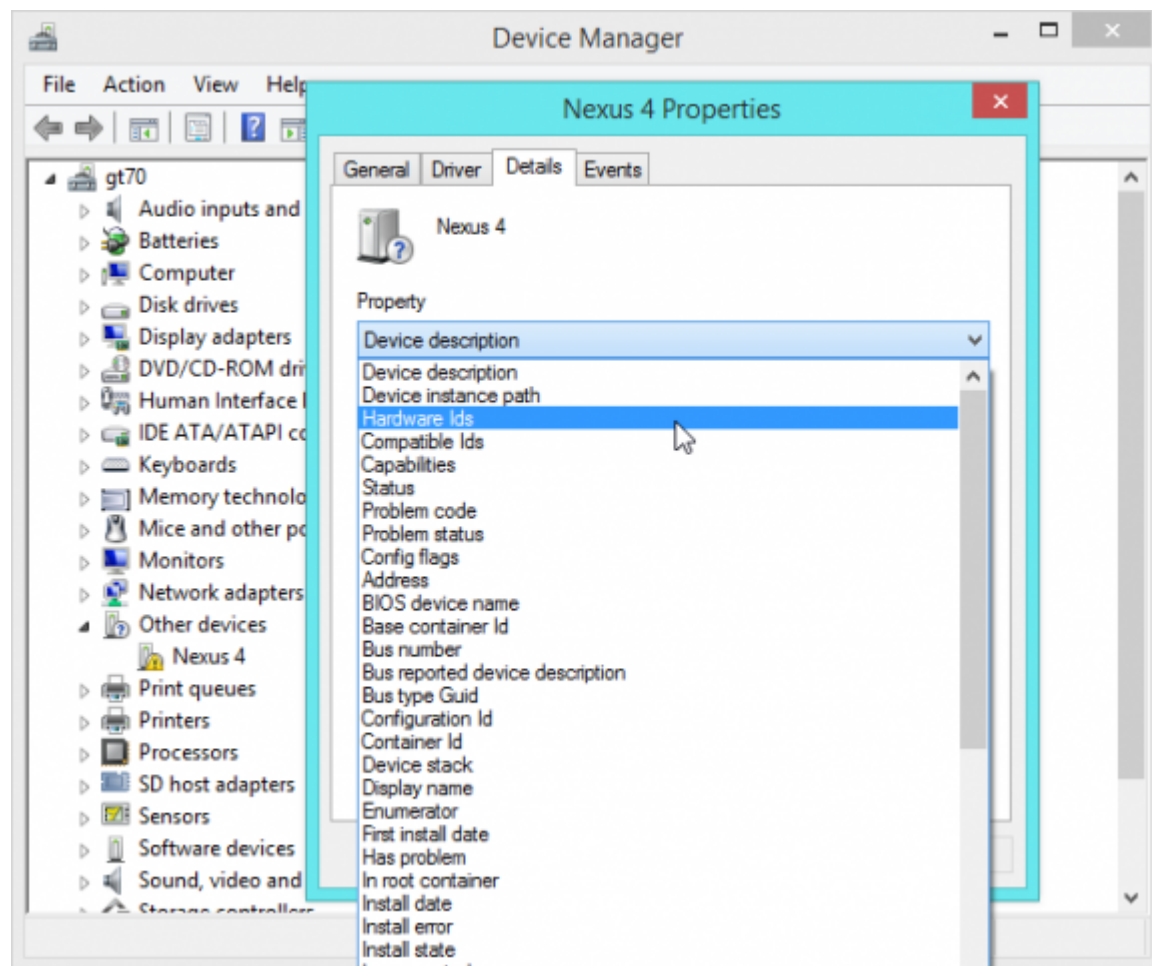 Device Manager
File Action View Help
gt70
Audio inputs and
Batteries
Computer
Disk drives
Display adapters
DVD/CD-ROM dri
Human Interface
IDE ATA/ATAPI co
Keyboards
Memory technolo
Mice and other po
Monitors
Network adapters
Other devices
Nexus 4
Print queues
Printers
Processors
SD host adapters
Sensors
Software devices
Sound, video and
Storage controllers
Nexus 4 Properties
General Driver Details Events
Nexus 4
Property
Device description
Device description
Device instance path
Hardware Ids
Compatible Ids
Capabilities
Status
Problem code
Problem status
Config flags
Address
BIOS device name
Base container Id
Bus number
Bus reported device description
Bus type Guid
Configuration Id
Container Id
Device stack
Display name
Enumerator
First install date
Has problem
In root container
Install date
Install error
Install state